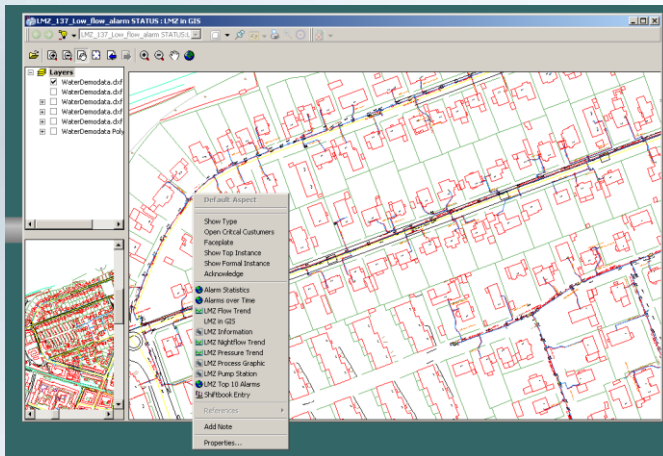 LMZ_137_Low_flow_alarm STATUS : LMZ in GIS
LMZ_137_Low_flow_alarm STATUS:L
Layers
WaterDemodata.dxf
WaterDemodata.dxf
WaterDemodata.dxf
WaterDemodata.dxf
WaterDemodata.dxf
WaterDemodata Poly
Default Aspect
Show Type
Open Critcal Custumers
Faceplate
Show Top Instance
Show Formal Instance
Acknowledge
Alarm Statistics
Alarms over Time
LMZ Flow Trend
LMZ in GIS
LMZ Information
LMZ Nightflow Trend
LMZ Pressure Trend
LMZ Process Graphic
LMZ Pump Station
LMZ Top 10 Alarms
Shiftbook Entry
References
Add Note
Properties...